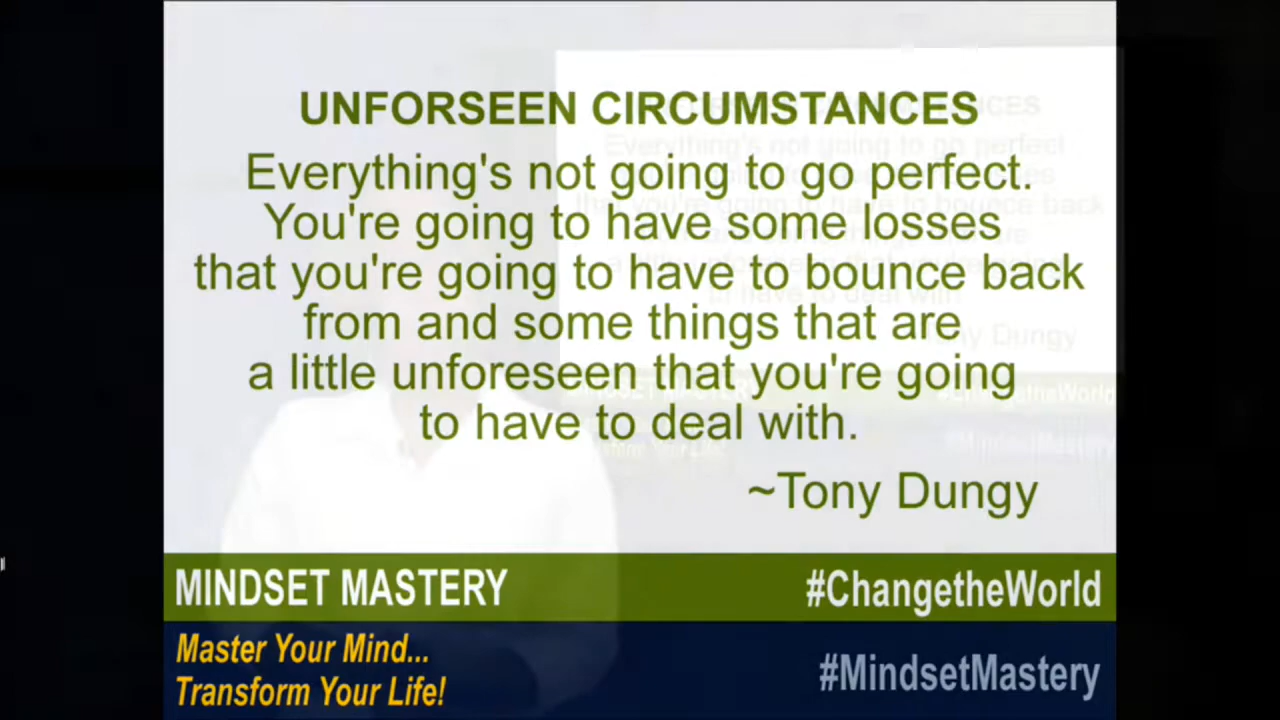 UNFORSEEN CIRCUMSTANCES
Everything's not going to go perfect.
You're going to have some losses
that you're going to have to bounce back
from and some things that are
a little unforeseen that you're going
to have to deal with.
~Tony Dungy
MINDSET MASTERY
#ChangetheWorld
Master Your Mind...
Transform Your Life!
#MindsetMastery